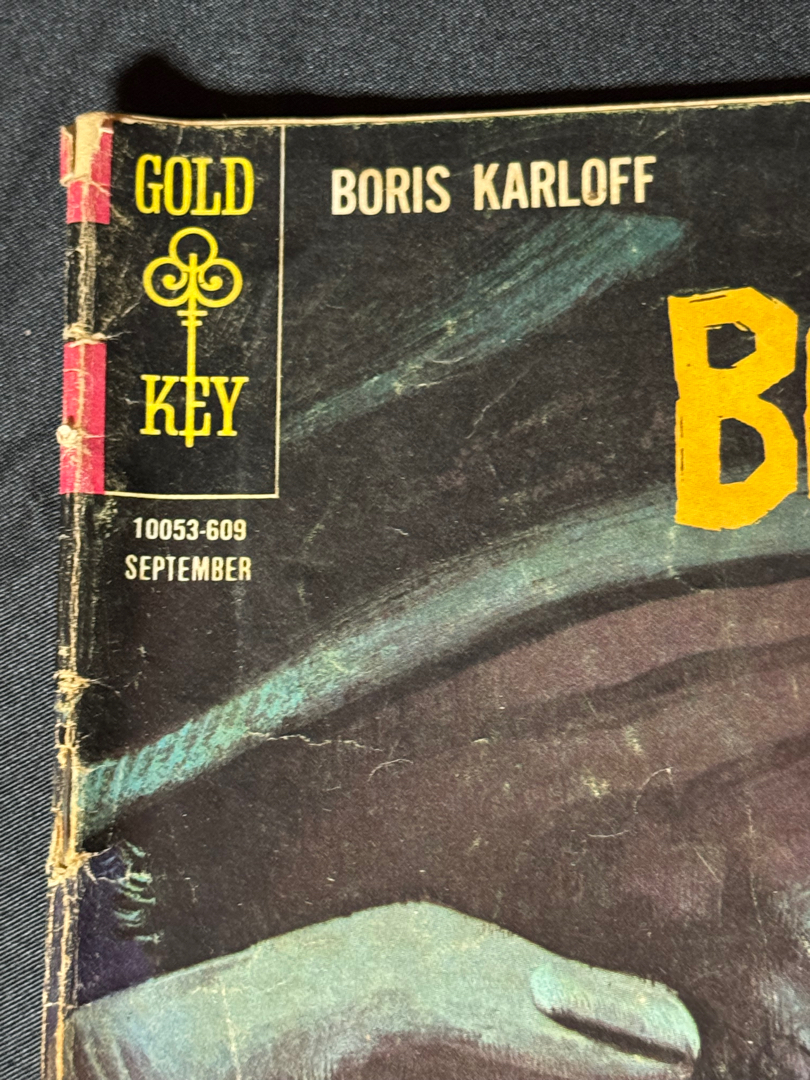 GOLD
KEY
BORIS KARLOFF
B
10053-609
SEPTEMBER